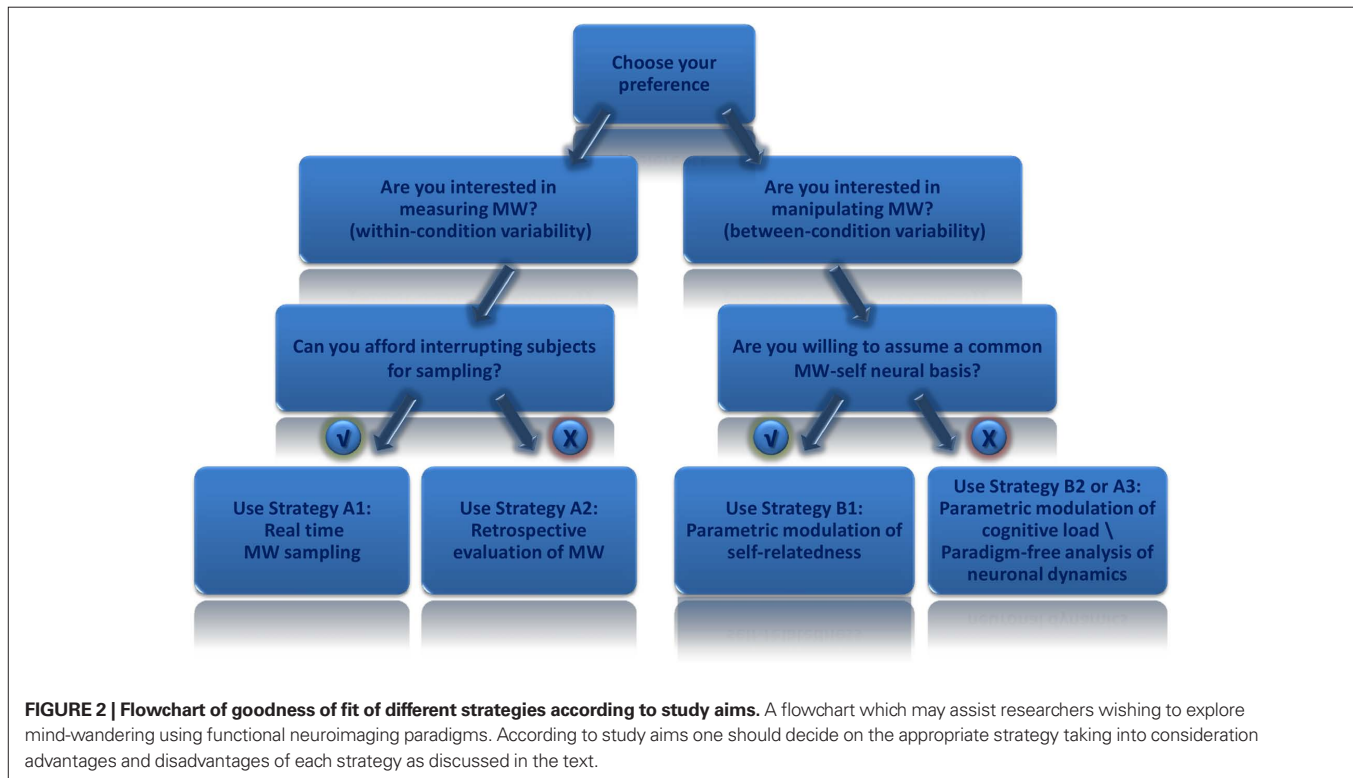 Choose your
preference
Are you interested in
measuring MW?
(within-condition variability)
Are you interested in
manipulating MW?
(between-condition variability)
Can you afford interrupting subjects
for sampling?
Are you willing to assume a common
MW-self neural basis?
√
X
√
X
Use Strategy A1:
Real time
MW sampling
Use Strategy A2:
Retrospective
evaluation of MW
Use Strategy B1:
Parametric modulation of
self-relatedness
Use Strategy B2 or A3:
Parametric modulation of
cognitive load \
Paradigm-free analysis of
neuronal dynamics
FIGURE 2 | Flowchart of goodness of fit of different strategies according to study aims. A flowchart which may assist researchers wishing to explore
mind-wandering using functional neuroimaging paradigms. According to study aims one should decide on the appropriate strategy taking into consideration
advantages and disadvantages of each strategy as discussed in the text.